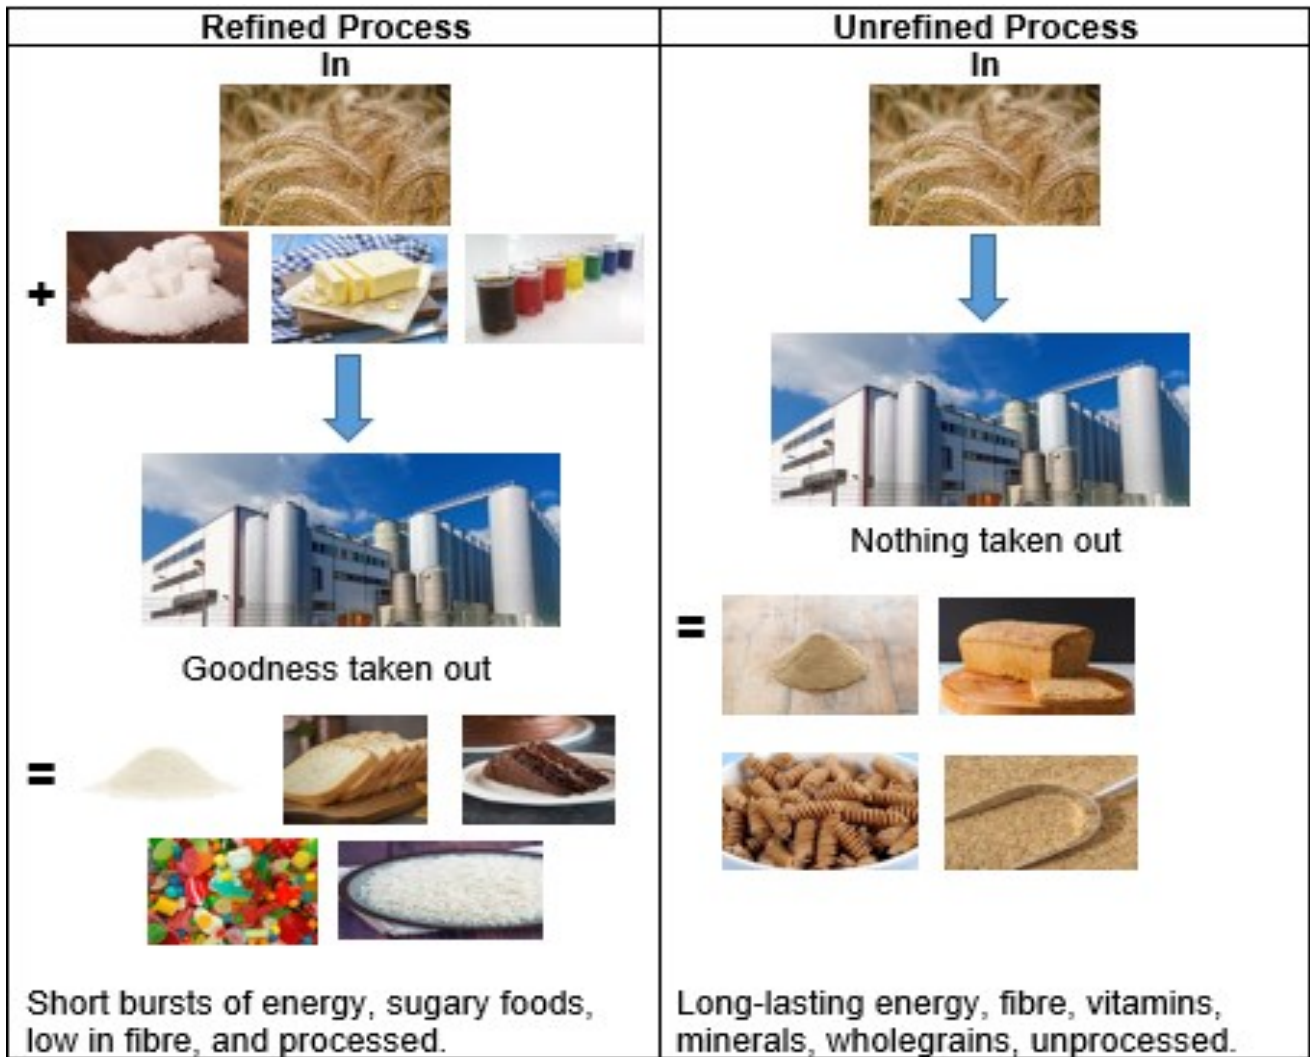 Refined Process
In
+
Goodness taken out
=
Short bursts of energy, sugary foods,
low in fibre, and processed.
Unrefined Process
In
Nothing taken out
=
Long-lasting energy, fibre, vitamins,
minerals, wholegrains, unprocessed.